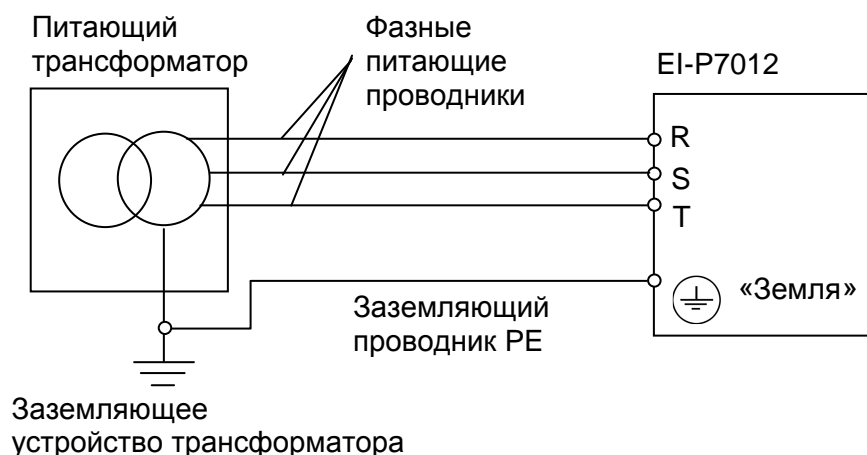 Питающий
трансформатор
Фазные
питающие
проводники
EI-P7012
R
S
T
«Земля»
Заземляющий
проводник PE
Заземляющее
устройство трансформатора